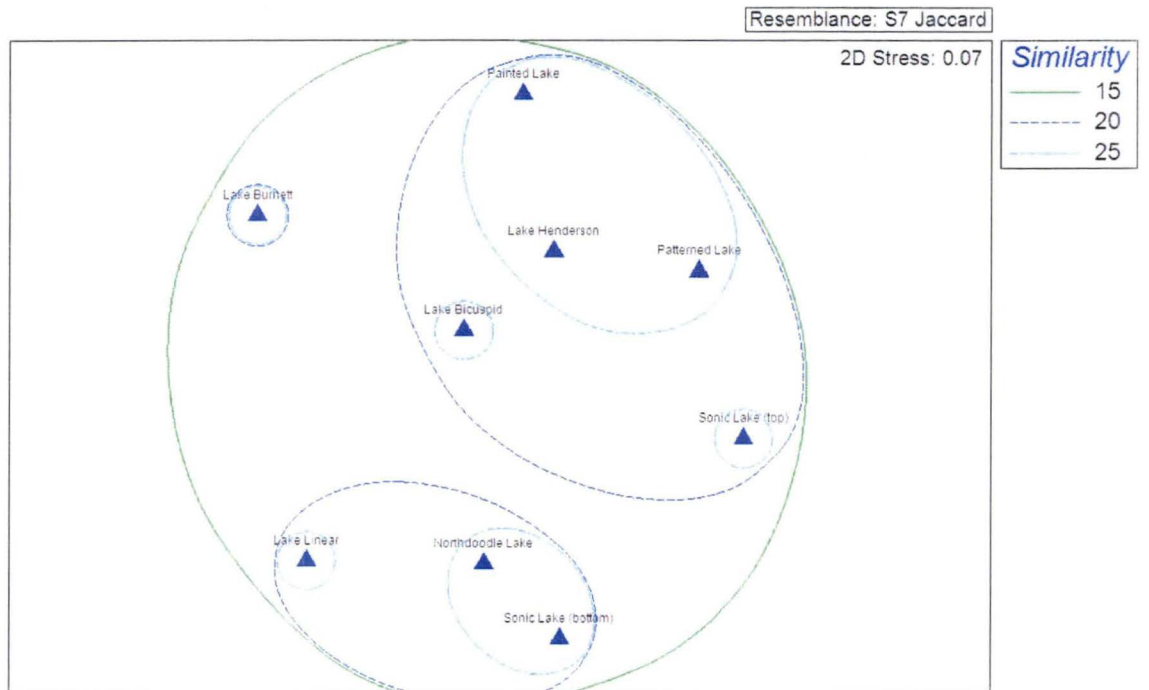 Resemblance: S7 Jaccard
2D Stress: 0.07
Similarity
15
20
25
Painted Lake
Lake Burnett
Lake Henderson
Patterned Lake
Lake Bicuspid
Sonic Lake (top)
Lake Linear
Northdoodle Lake
Sonic Lake (bottom)